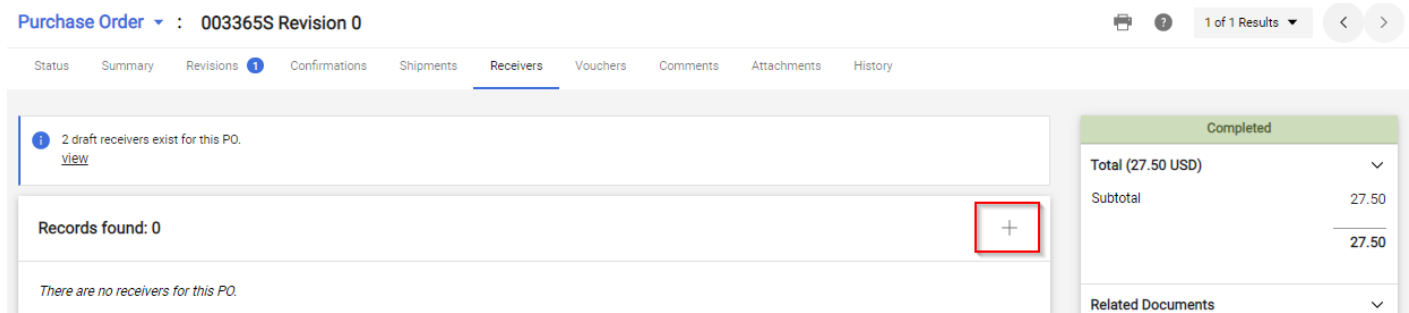 Purchase Order : 003365S Revision 0
? 1 of 1 Results
Status Summary Revisions 1 Confirmations Shipments Receivers Vouchers Comments Attachments History
i 2 draft receivers exist for this PO.
view
Records found: 0 +
There are no receivers for this PO.
Completed
Total (27.50 USD)
Subtotal 27.50
27.50
Related Documents